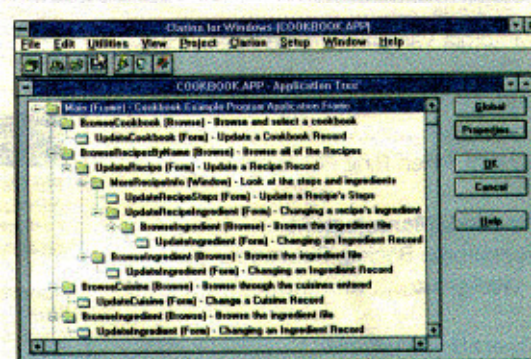 Clarion for Windows (COOKBOOK.APP)
File Edit Utilities View Project Clarion Setup Window Help
COOKBOOK.APP - Application Tree
Main (Frame) - Cookbook Example Program Application Frame
BrowseCookbook (Browse) - Browse and select a cookbook
UpdateCookbook (Form) - Update a Cookbook Record
BrowseRecipesByName (Browse) - Browse all of the Recipes
UpdateRecipe (Form) - Update a Recipe Record
MoreRecipeInfo (Window) - Look at the steps and ingredients
UpdateRecipeSteps (Form) - Update a Recipe's Steps
UpdateRecipeIngredient (Form) - Changing a recipe's ingredient
BrowseIngredient (Browse) - Browse the ingredient file
UpdateIngredient (Form) - Changing an Ingredient Record
BrowseIngredient (Browse) - Browse the ingredient file
UpdateIngredient (Form) - Changing an Ingredient Record
BrowseCuisine (Browse) - Browse through the cuisines entered
UpdateCuisine (Form) - Change a Cuisine Record
BrowseIngredient (Browse) - Browse the ingredient file
UpdateIngredient (Form) - Changing an Ingredient Record
Global
Properties...
OK
Cancel
Help